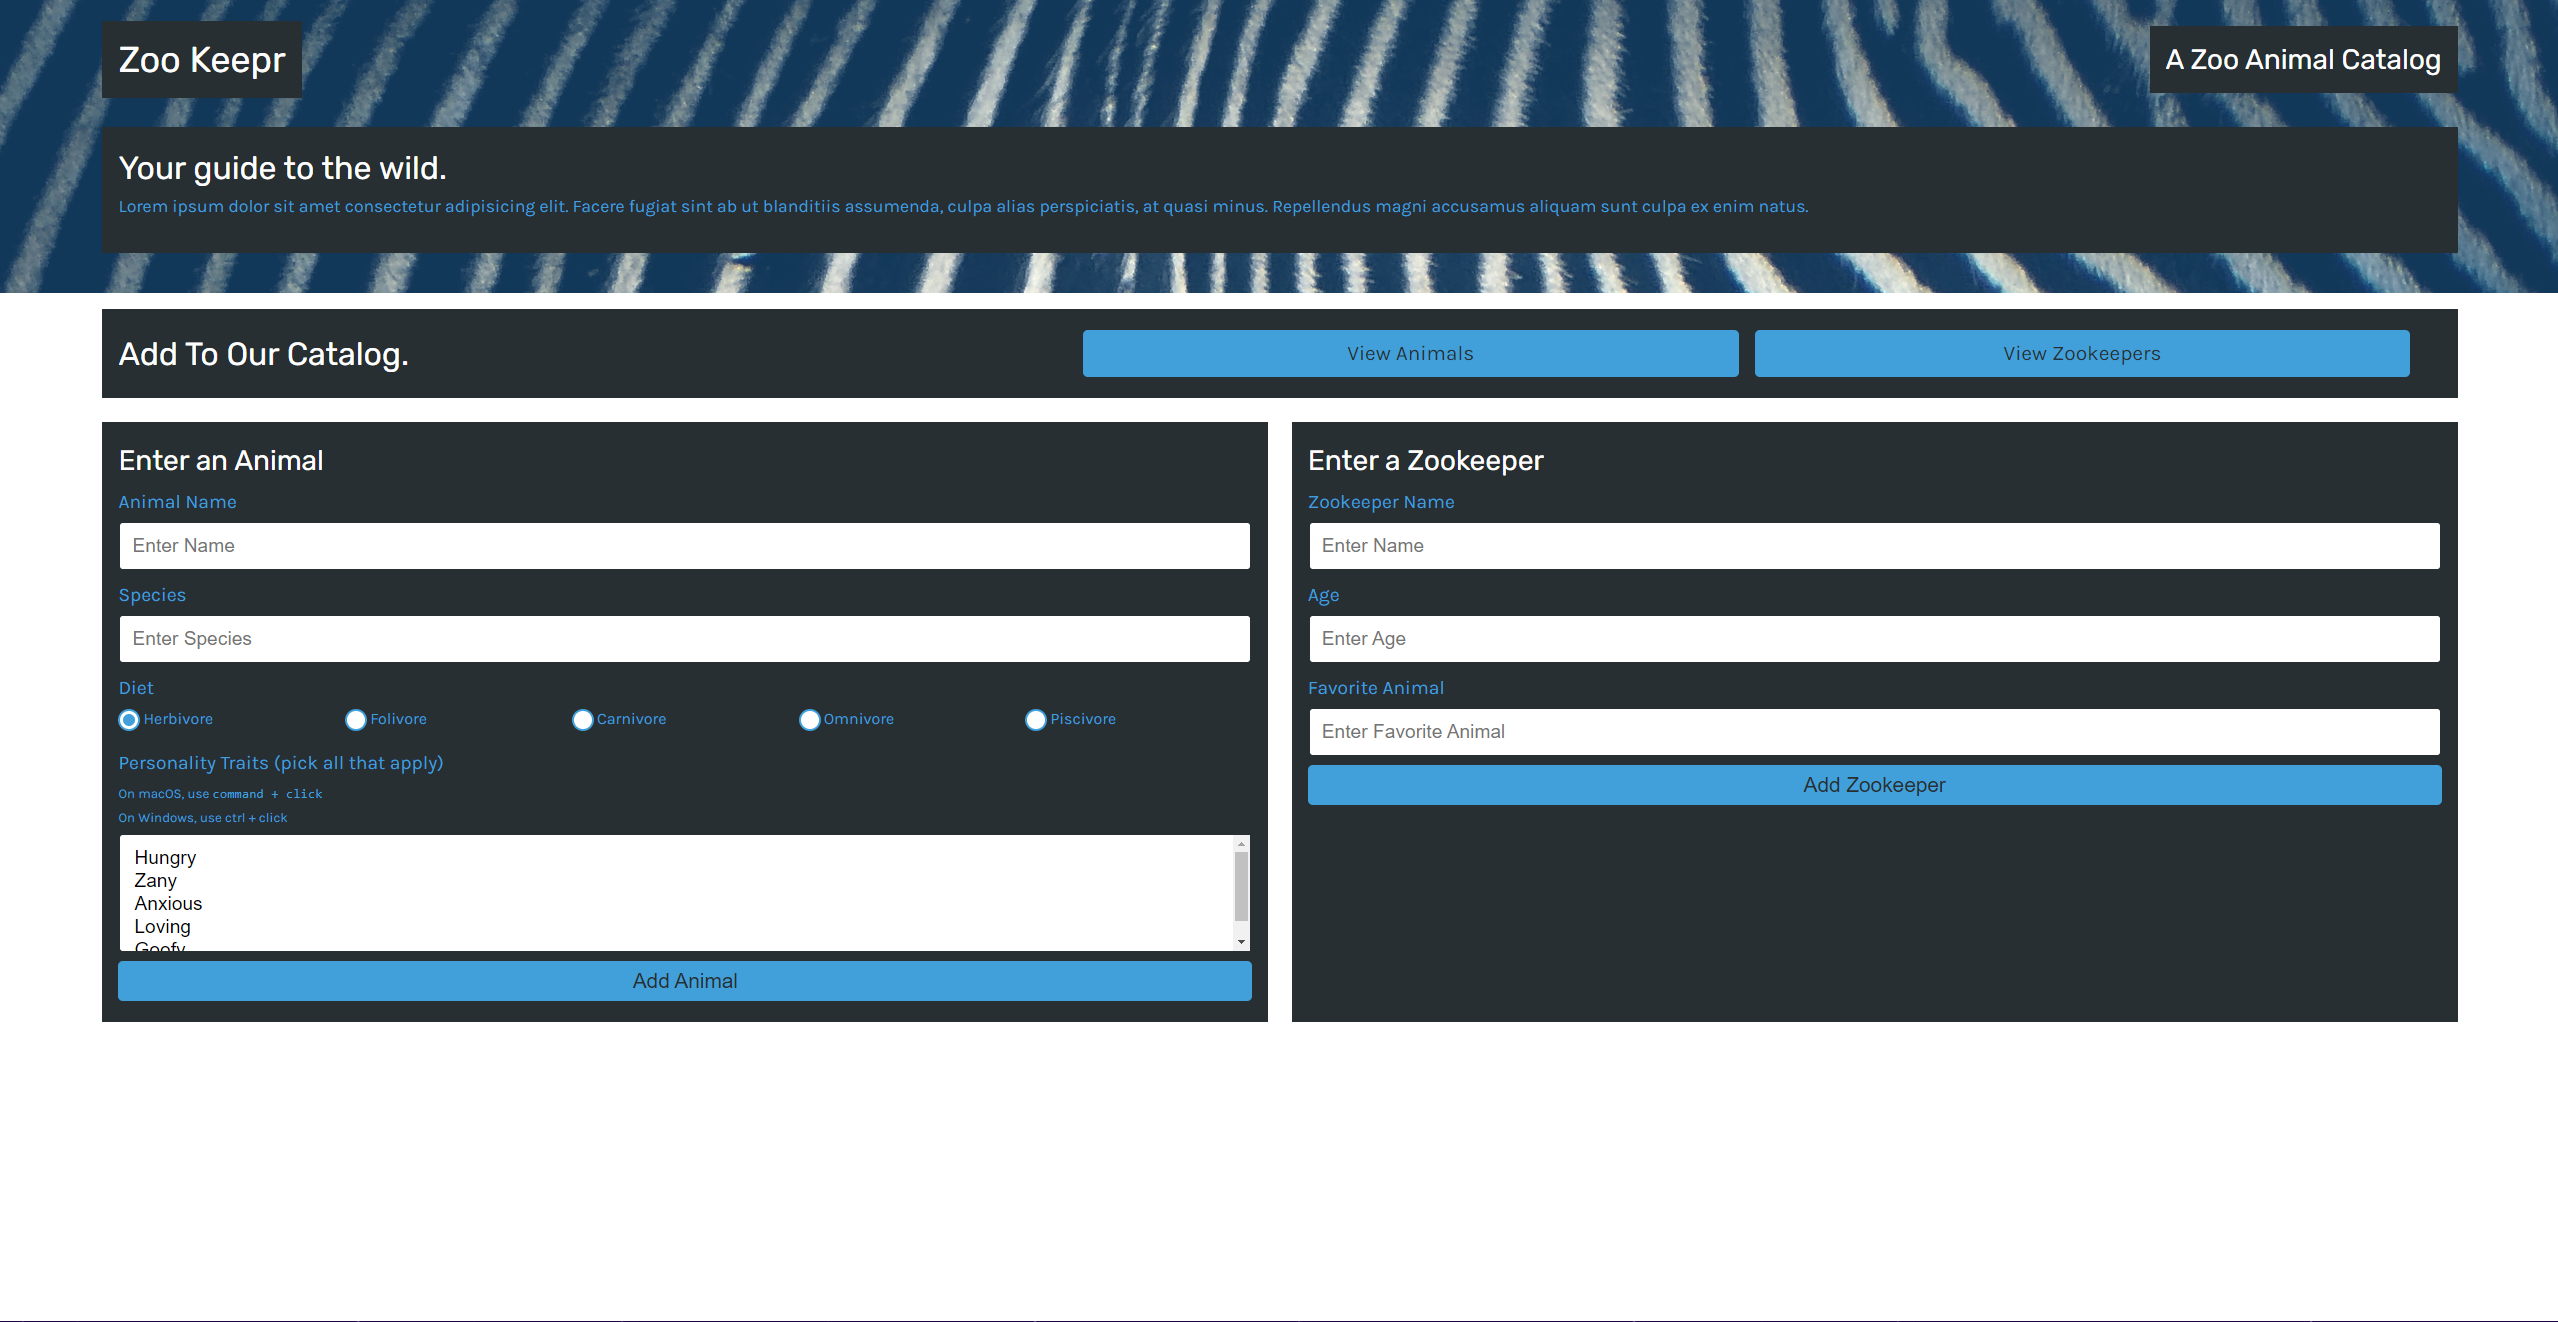 Zoo Keepr
A Zoo Animal Catalog
Your guide to the wild.
Lorem ipsum dolor sit amet consectetur adipisicing elit. Facere fugiat sint ab ut blanditiis assumenda, culpa alias perspiciatis, at quasi minus. Repellendus magni accusamus aliquam sunt culpa ex enim natus.
Add To Our Catalog.
View Animals
View Zookeepers
Enter an Animal
Animal Name
Enter Name
Species
Enter Species
Diet
Herbivore
Folivore
Carnivore
Omnivore
Piscivore
Personality Traits (pick all that apply)
On macOS, use command + click
On Windows, use ctrl + click
Hungry
Zany
Anxious
Loving
Goofy
Add Animal
Enter a Zookeeper
Zookeeper Name
Enter Name
Age
Enter Age
Favorite Animal
Enter Favorite Animal
Add Zookeeper